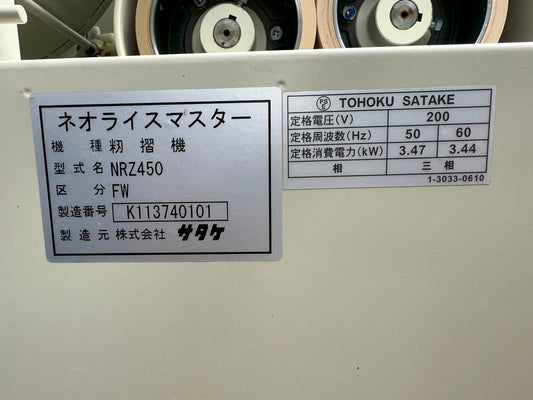 ネオライスマスター
機 種 籾摺機
型式名 NRZ450
区 分 FW
製造番号 K113740101
製造元 株式会社 サタケ
PSE TOHOKU SATAKE
定格電圧(V) 200
定格周波数(Hz) 50 60
定格消費電力(kW) 3.47 3.44
相 三相
1-3033-0610